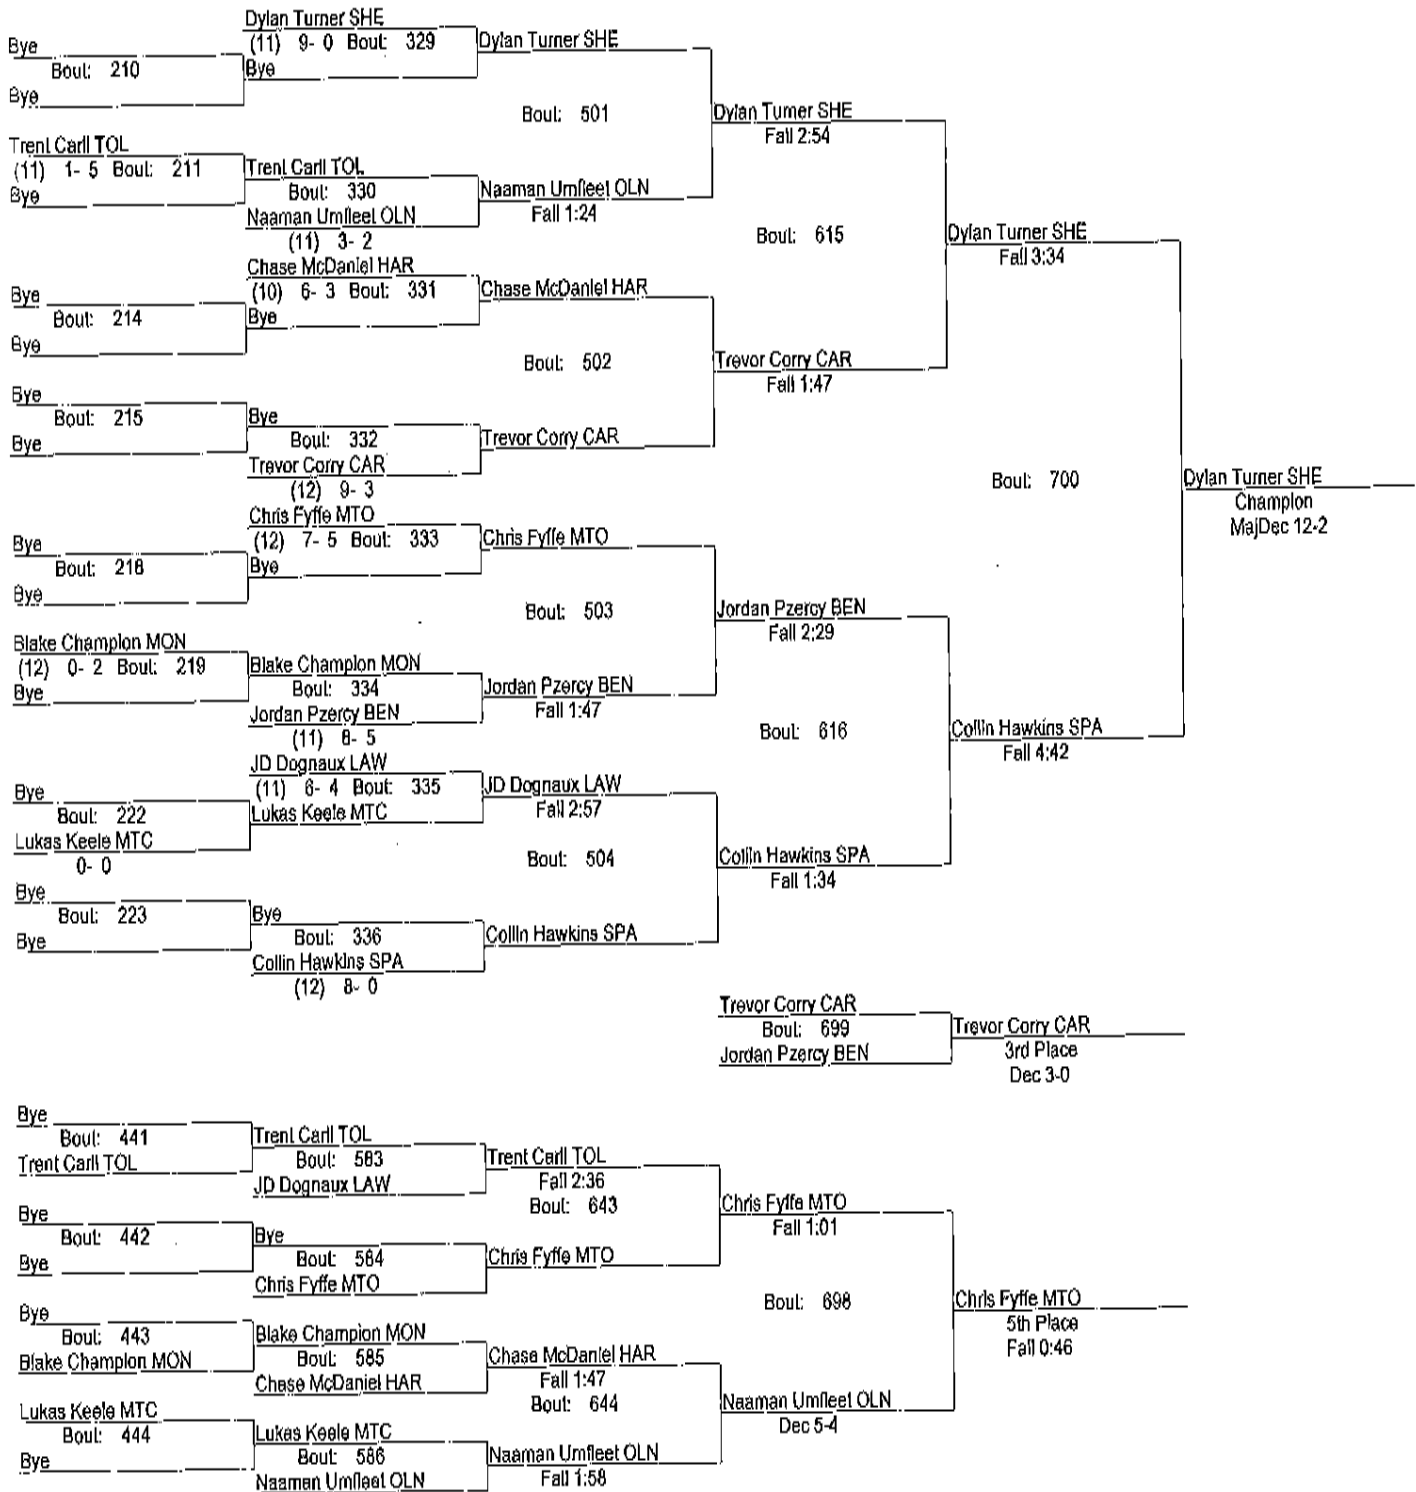 Dylan Turner SHE
Bye
(11) 9- 0 Bout: 329
Dylan Turner SHE
Bout: 210
Bye
Bye
Bout: 501
Dylan Turner SHE
Fall 2:54
Trent Carll TOL
(11) 1- 5 Bout: 211
Trent Carll TOL
Bye
Bout: 330
Naaman Umfleet OLN
Fall 1:24
Naaman Umfleet OLN
(11) 3- 2
Bout: 615
Dylan Turner SHE
Fall 3:34
Chase McDaniel HAR
Bye
(10) 6- 3 Bout: 331
Chase McDaniel HAR
Bout: 214
Bye
Bye
Bout: 502
Trevor Corry CAR
Fall 1:47
Bye
Bout: 215
Bye
Bye
Bout: 332
Trevor Corry CAR
Trevor Corry CAR
(12) 9- 3
Bout: 700
Dylan Turner SHE
Champion
MajDec 12-2
Chris Fyffe MTO
Bye
(12) 7- 5 Bout: 333
Chris Fyffe MTO
Bout: 218
Bye
Bye
Bout: 503
Jordan Pzercy BEN
Fall 2:29
Blake Champion MON
(12) 0- 2 Bout: 219
Blake Champion MON
Bye
Bout: 334
Jordan Pzercy BEN
Fall 1:47
Jordan Pzercy BEN
(11) 8- 5
Bout: 616
Collin Hawkins SPA
Fall 4:42
JD Dognaux LAW
(11) 6- 4 Bout: 335
JD Dognaux LAW
Fall 2:57
Bye
Bout: 222
Lukas Keele MTC
Lukas Keele MTC
0- 0
Bout: 504
Collin Hawkins SPA
Fall 1:34
Bye
Bout: 223
Bye
Bye
Bout: 336
Collin Hawkins SPA
Collin Hawkins SPA
(12) 8- 0
Trevor Corry CAR
Bout: 699
Jordan Pzercy BEN
Trevor Corry CAR
3rd Place
Dec 3-0
Bye
Bout: 441
Trent Carll TOL
Trent Carll TOL
Bout: 583
JD Dognaux LAW
Trent Carll TOL
Fall 2:36
Bout: 643
Chris Fyffe MTO
Fall 1:01
Bye
Bout: 442
Bye
Bye
Bout: 584
Chris Fyffe MTO
Chris Fyffe MTO
Bout: 698
Chris Fyffe MTO
5th Place
Fall 0:46
Bye
Bout: 443
Blake Champion MON
Blake Champion MON
Bout: 585
Chase McDaniel HAR
Chase McDaniel HAR
Fall 1:47
Bout: 644
Naaman Umfleet OLN
Dec 5-4
Lukas Keele MTC
Bout: 444
Bye
Lukas Keele MTC
Bout: 586
Naaman Umfleet OLN
Naaman Umfleet OLN
Fall 1:58